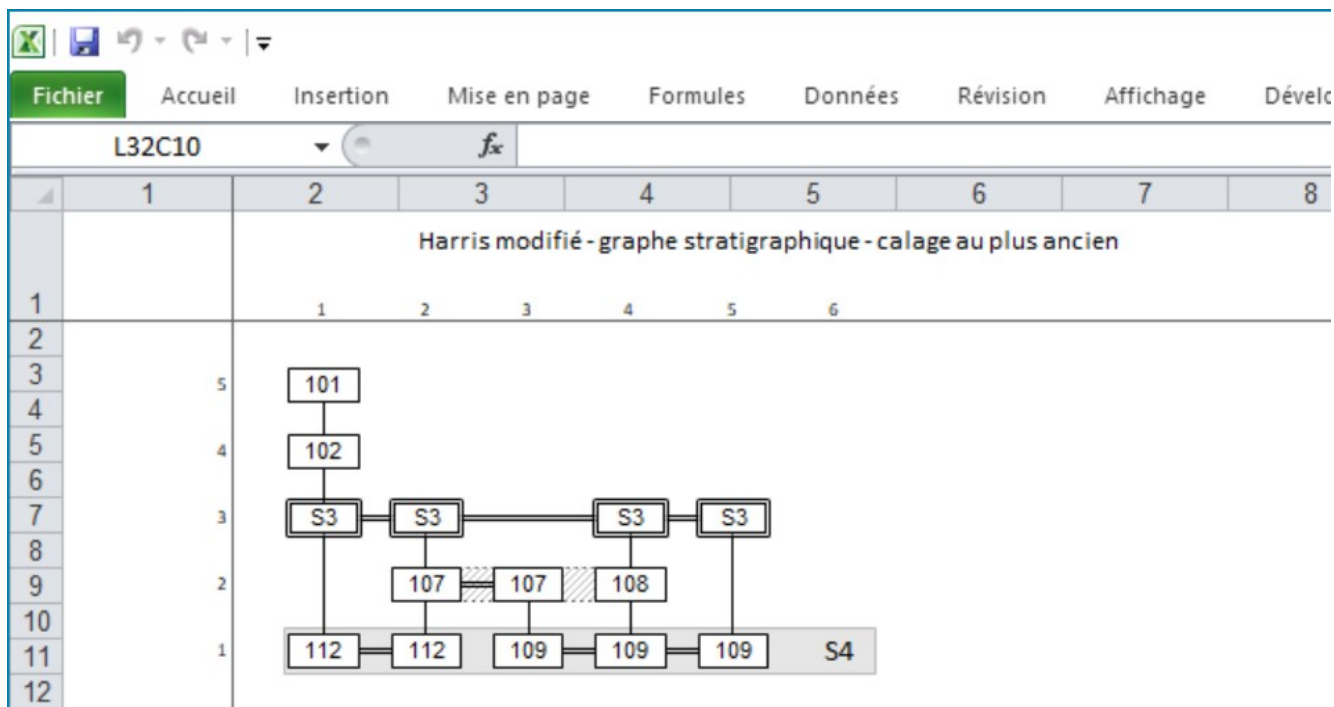 Fichier Accueil Insertion Mise en page Formules Données Révision Affichage
L32C10 fx
1 2 3 4 5 6 7 8
Harris modifié - graphe stratigraphique - calage au plus ancien
1 1 2 3 4 5 6
2
3 5 101
4
5 4 102
6
7 3 S3 S3 S3 S3
8
9 2 107 107 108
10
11 1 112 112 109 109 109 S4
12